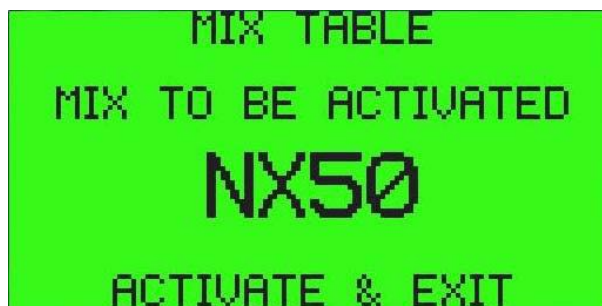 MIX TABLE
MIX TO BE ACTIVATED
NX50
ACTIVATE & EXIT